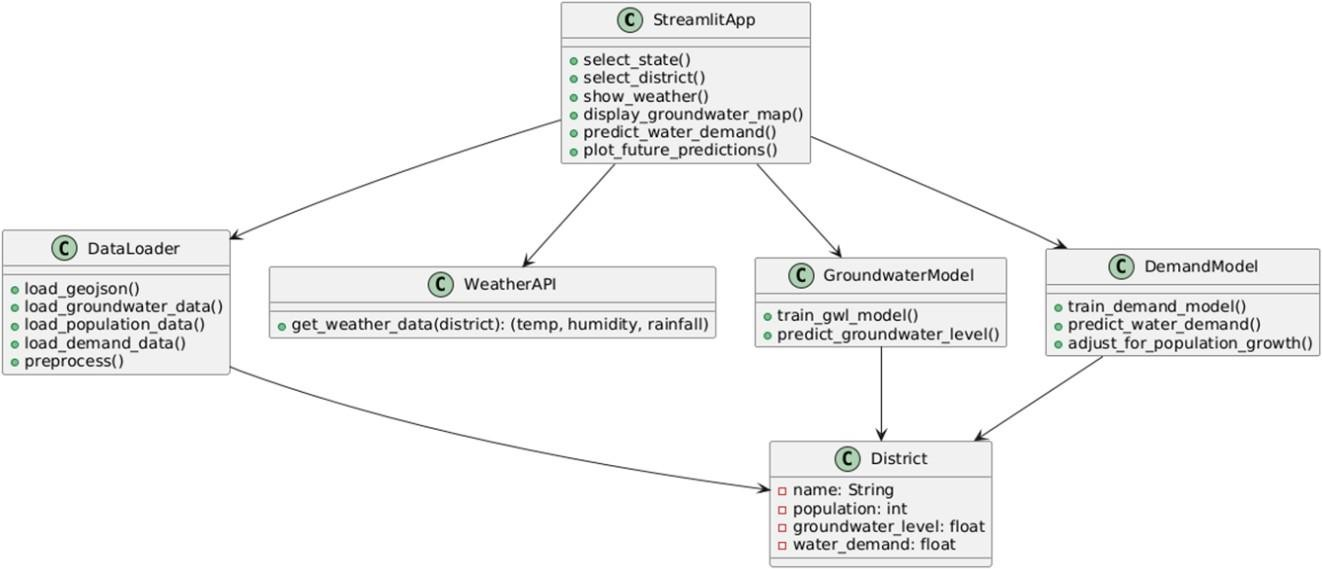 C StreamlitApp
select_state()
select_district()
show_weather()
display_groundwater_map()
predict_water_demand()
plot_future_predictions()
C DataLoader
load_geojson()
load_groundwater_data()
load_population_data()
load_demand_data()
preprocess()
C WeatherAPI
get_weather_data(district): (temp, humidity, rainfall)
C GroundwaterModel
train_gwl_model()
predict_groundwater_level()
C DemandModel
train_demand_model()
predict_water_demand()
adjust_for_population_growth()
C District
name: String
population: int
groundwater_level: float
water_demand: float